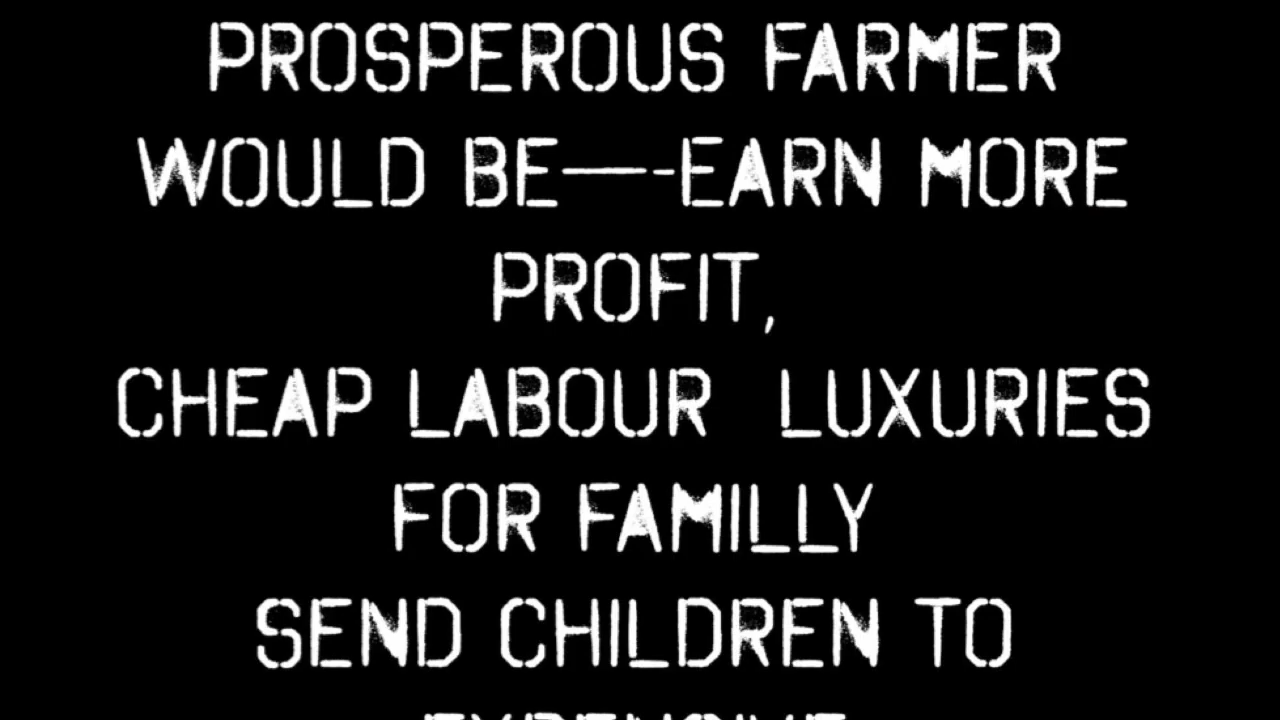 PROSPEROUS FARMER
WOULD BE—-EARN MORE
PROFIT,
CHEAP LABOUR  LUXURIES
FOR FAMILLY
SEND CHILDREN TO